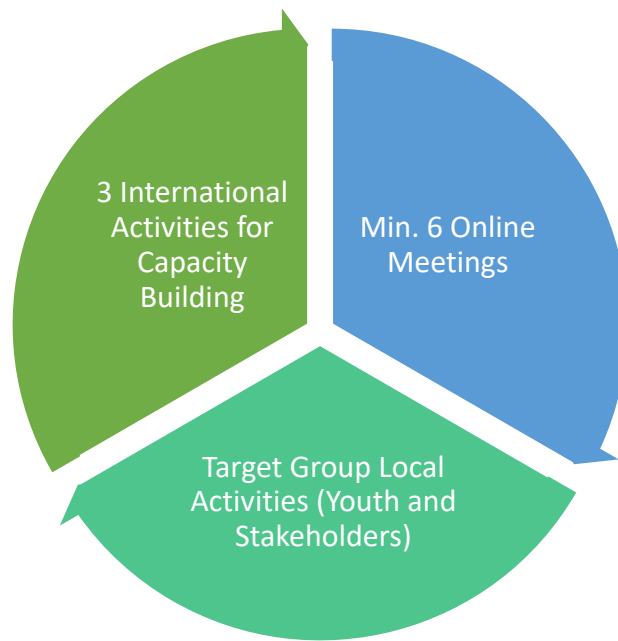 3 International
Activities for
Capacity
Building
Min. 6 Online
Meetings
Target Group Local
Activities (Youth and
Stakeholders)